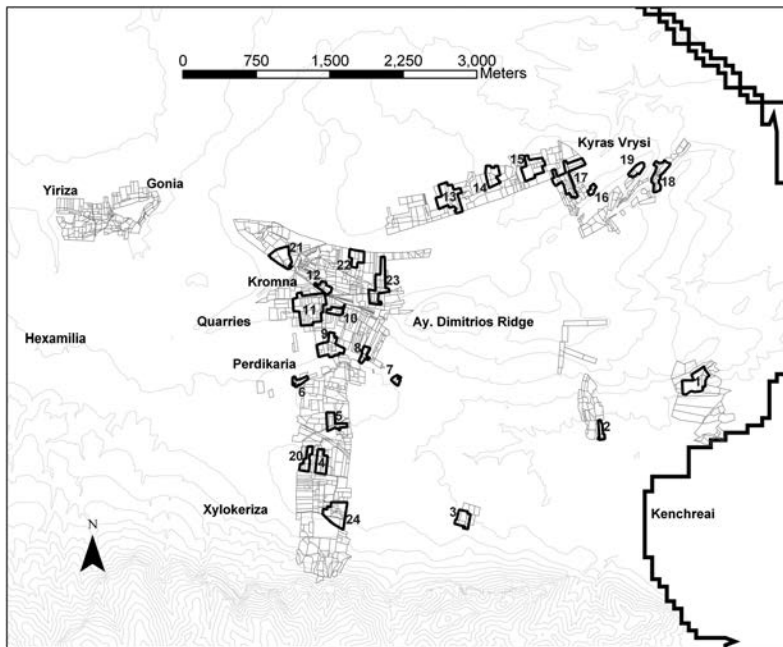 0 750 1,500 2,250 3,000
Meters
Kyras Vrysi
15
19
17
18
14
16
Yiriza
Gonia
13
21
22
12
23
Kromna
11
10
Quarries
Ay. Dimitrios Ridge
Hexamilia
9
8
Perdikaria
7
6
1
5
2
20
4
Xylokeriza
24
3
Kenchreai
N